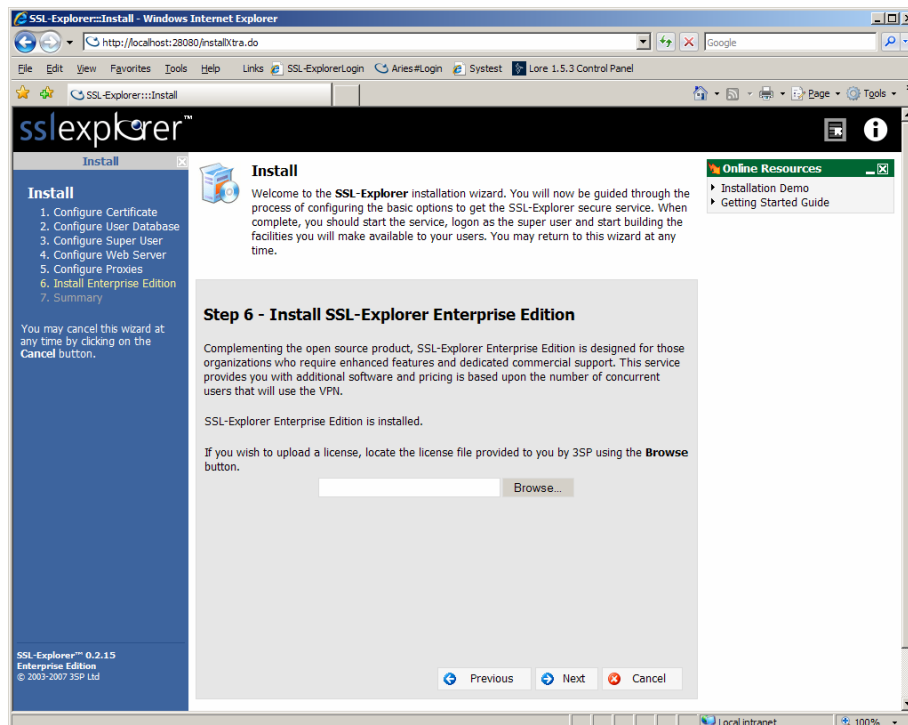 SSL-Explorer:::Install - Windows Internet Explorer
http://localhost:28080/installXtra.do
Google
File Edit View Favorites Tools Help Links SSL-ExplorerLogin Aries#Login Systest Lore 1.5.3 Control Panel
SSL-Explorer:::Install
Page Tools
sslexplorer™
Install
Install
1. Configure Certificate
2. Configure User Database
3. Configure Super User
4. Configure Web Server
5. Configure Proxies
6. Install Enterprise Edition
7. Summary
You may cancel this wizard at
any time by clicking on the
Cancel button.
SSL-Explorer™ 0.2.15
Enterprise Edition
© 2003-2007 3SP Ltd
Install
Welcome to the SSL-Explorer installation wizard. You will now be guided through the
process of configuring the basic options to get the SSL-Explorer secure service. When
complete, you should start the service, logon as the super user and start building the
facilities you will make available to your users. You may return to this wizard at any
time.
Step 6 - Install SSL-Explorer Enterprise Edition
Complementing the open source product, SSL-Explorer Enterprise Edition is designed for those
organizations who require enhanced features and dedicated commercial support. This service
provides you with additional software and pricing is based upon the number of concurrent
users that will use the VPN.
SSL-Explorer Enterprise Edition is installed.
If you wish to upload a license, locate the license file provided to you by 3SP using the Browse
button.
Browse...
Previous Next Cancel
Online Resources
Installation Demo
Getting Started Guide
Local intranet 100%